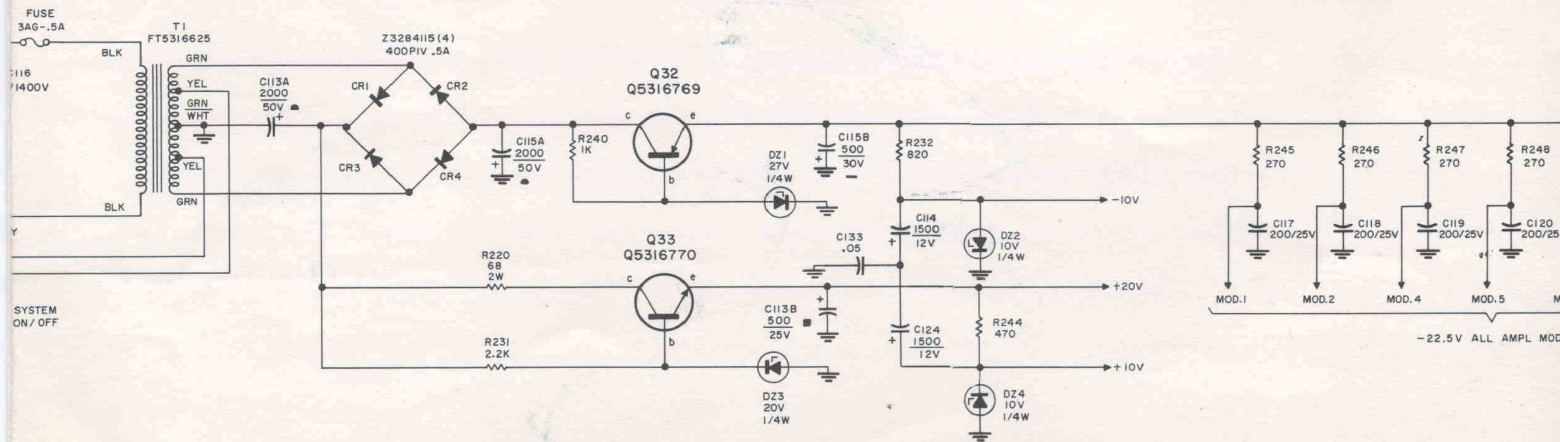 FUSE
3AG-.5A
T1
FT5316625
BLK
GRN
YEL
GRN
WHT
YEL
GRN
BLK
/1400V
Y
SYSTEM
ON/OFF
C113A
2000
50V
Z3284115(4)
400PIV .5A
CR1
CR2
CR3
CR4
C115A
2000
50V
R240
1K
Q32
Q5316769
c
e
b
DZ1
27V
1/4W
C115B
500
30V
R232
820
-10V
C114
1500
12V
DZ2
10V
1/4W
C133
.05
R220
68
2W
Q33
Q5316770
c
e
b
R231
2.2K
C113B
500
25V
DZ3
20V
1/4W
+20V
C124
1500
12V
R244
470
+10V
DZ4
10V
1/4W
R245
270
R246
270
R247
270
R248
270
C117
200/25V
C118
200/25V
C119
200/25V
C120
200/25
MOD.1
MOD.2
MOD.4
MOD.5
-22.5V ALL AMPL MOD